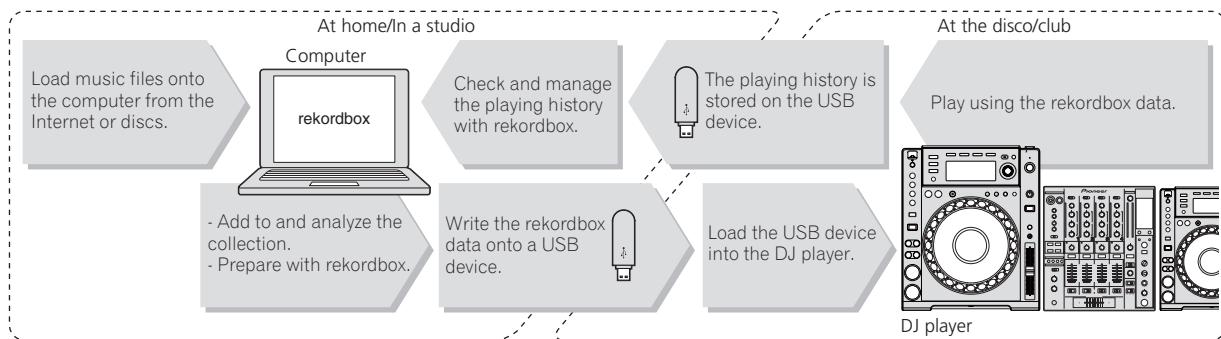 At home/In a studio
At the disco/club
Computer
Load music files onto
the computer from the
Internet or discs.
rekordbox
Check and manage
the playing history
with rekordbox.
The playing history is
stored on the USB
device.
Play using the rekordbox data.
- Add to and analyze the
collection.
- Prepare with rekordbox.
Write the rekordbox
data onto a USB
device.
Load the USB device
into the DJ player.
Pioneer
DJ player